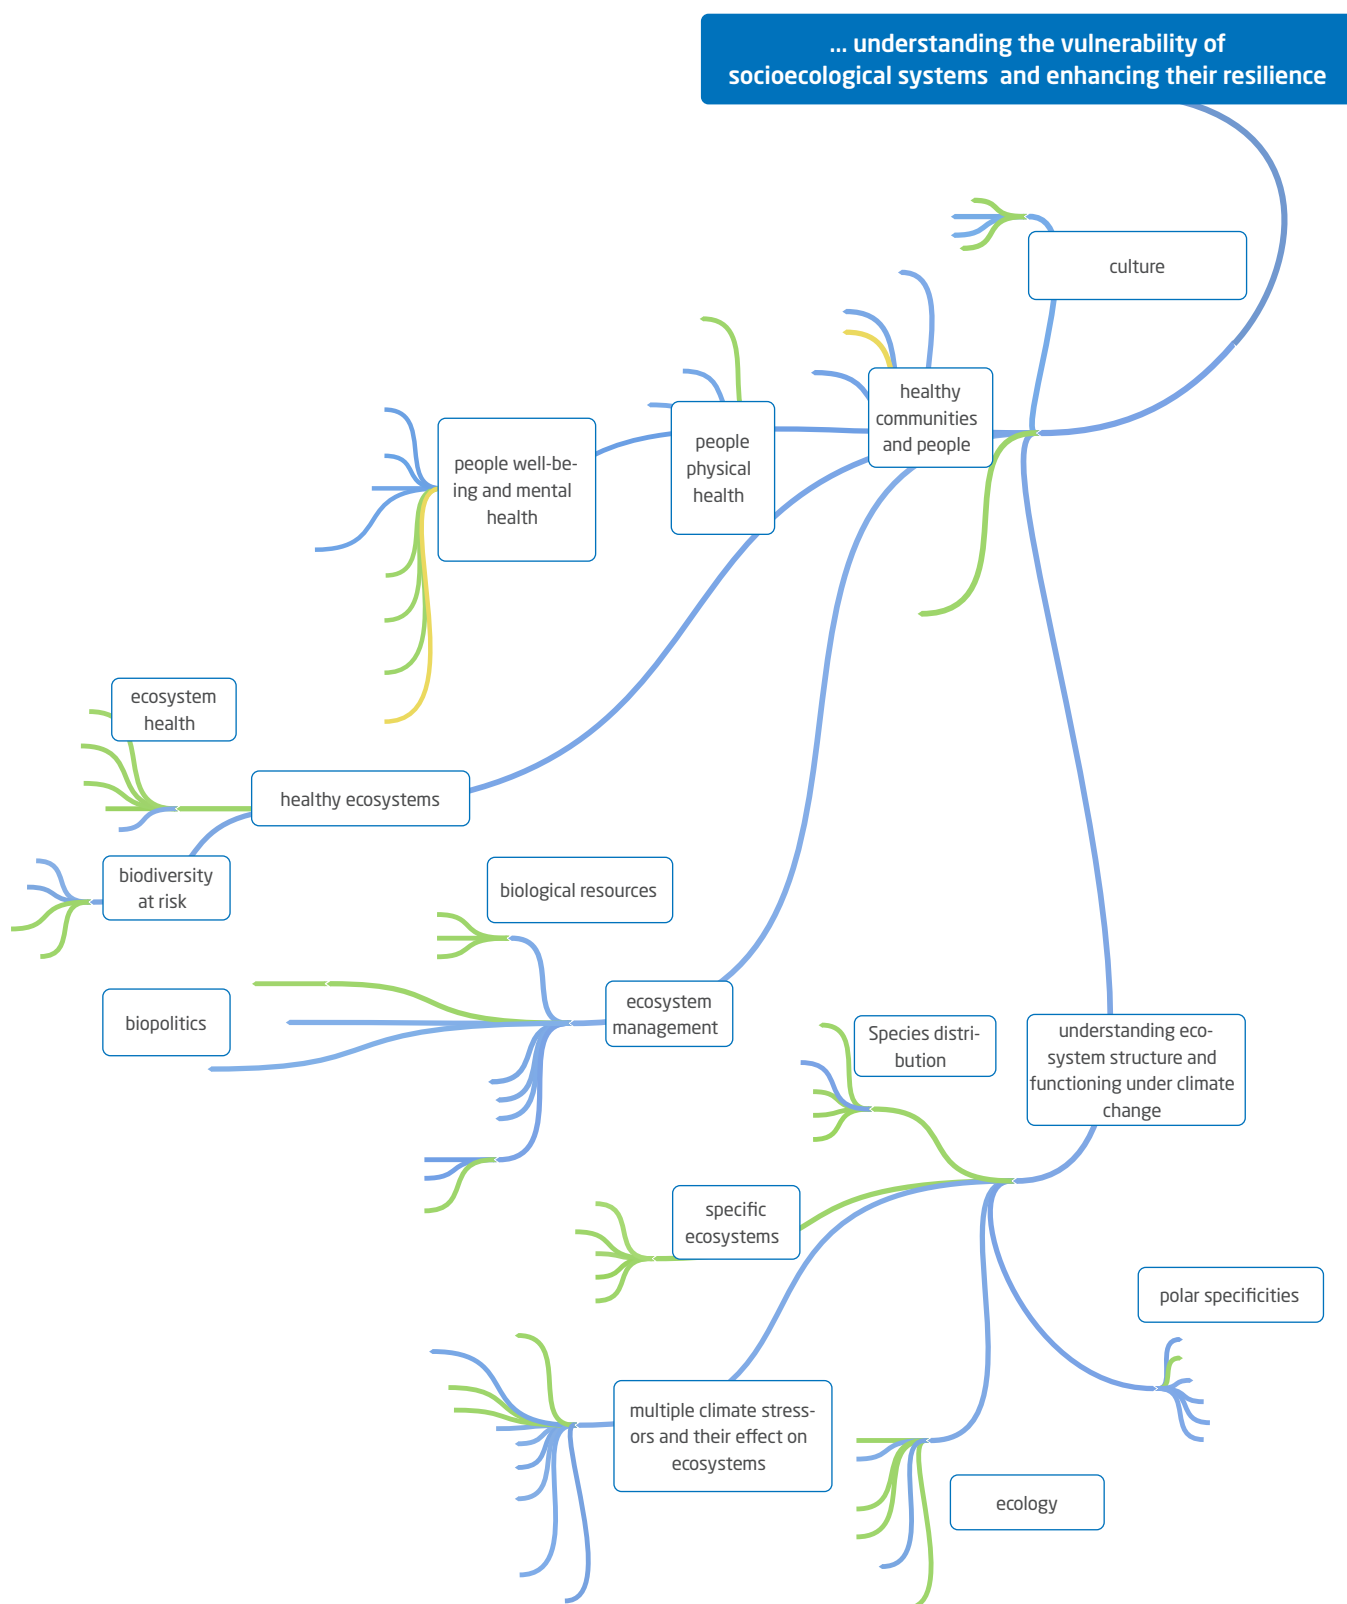 ... understanding the vulnerability of
socioecological systems and enhancing their resilience
culture
healthy
communities
and people
people
physical
health
people well-be-
ing and mental
health
ecosystem
health
healthy ecosystems
biodiversity
at risk
biological resources
biopolitics
ecosystem
management
Species distri-
bution
understanding eco-
system structure and
functioning under climate
change
specific
ecosystems
polar specificities
multiple climate stress-
ors and their effect on
ecosystems
ecology